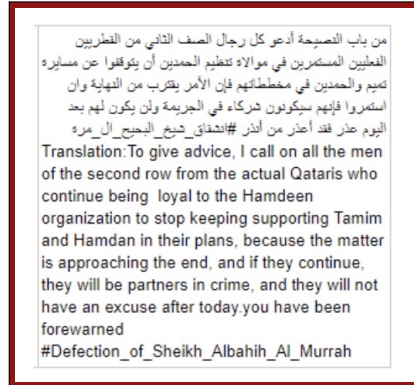 من باب النصيحة أدعو كل رجال الصف الثاني من القطريين
الفعليين المستمرين في موالاة تنظيم الحمدين أن يتوقفوا عن مسايرة
تميم والحمدين في مخططاتهم فإن الأمر يقترب من النهاية وان
استمروا فإنهم سيكونون شركاء في الجريمة ولن يكون لهم بعد
اليوم عذر فقد أعذر من أنذر #انشقاق_شيخ_البحيح_ال_مره
Translation:To give advice, I call on all the men
of the second row from the actual Qataris who
continue being loyal to the Hamdeen
organization to stop keeping supporting Tamim
and Hamdan in their plans, because the matter
is approaching the end, and if they continue,
they will be partners in crime, and they will not
have an excuse after today.you have been
forewarned
#Defection_of_Sheikh_Albahih_Al_Murrah